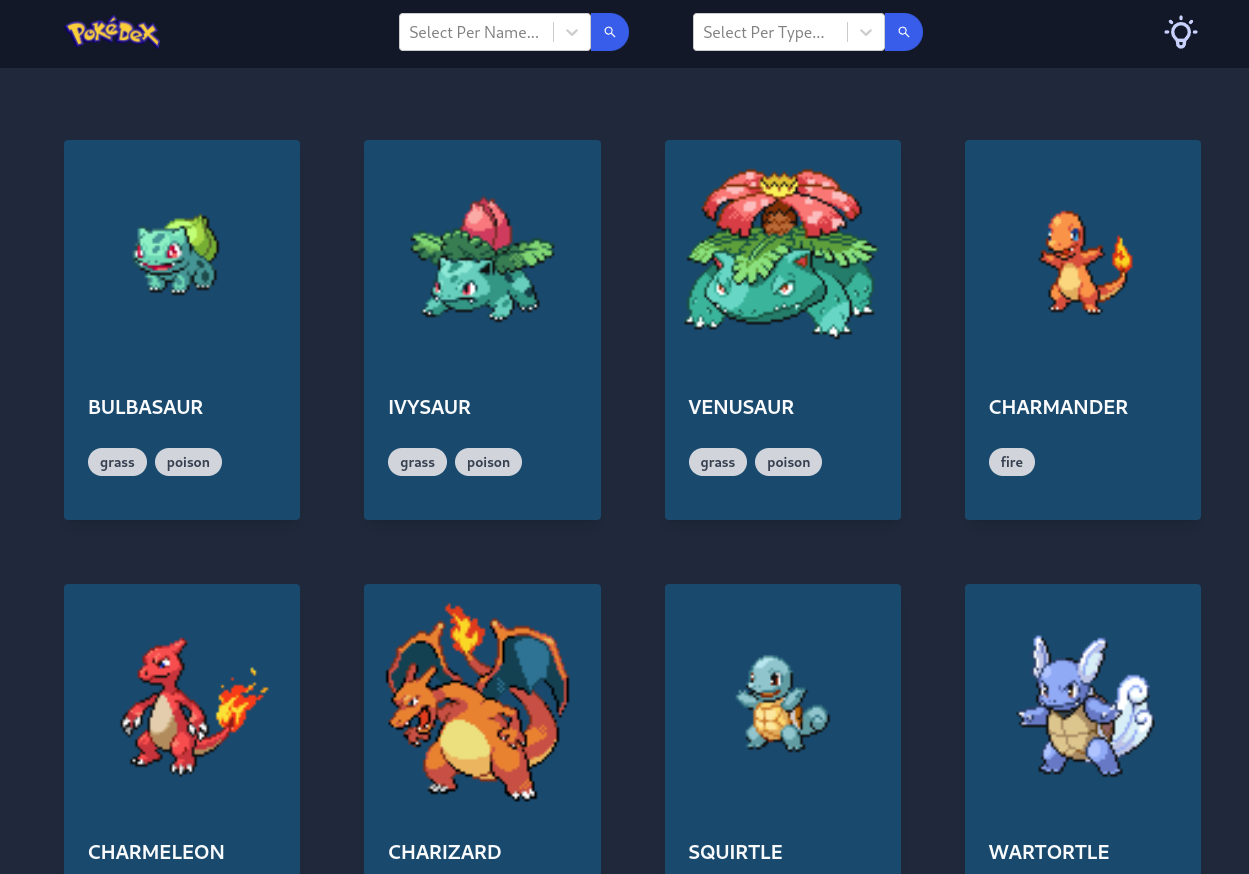 PokéDex
Select Per Name...
Select Per Type...
BULBASAUR
IVYSAUR
VENUSAUR
CHARMANDER
grass poison
grass poison
grass poison
fire
CHARMELEON
CHARIZARD
SQUIRTLE
WARTORTLE